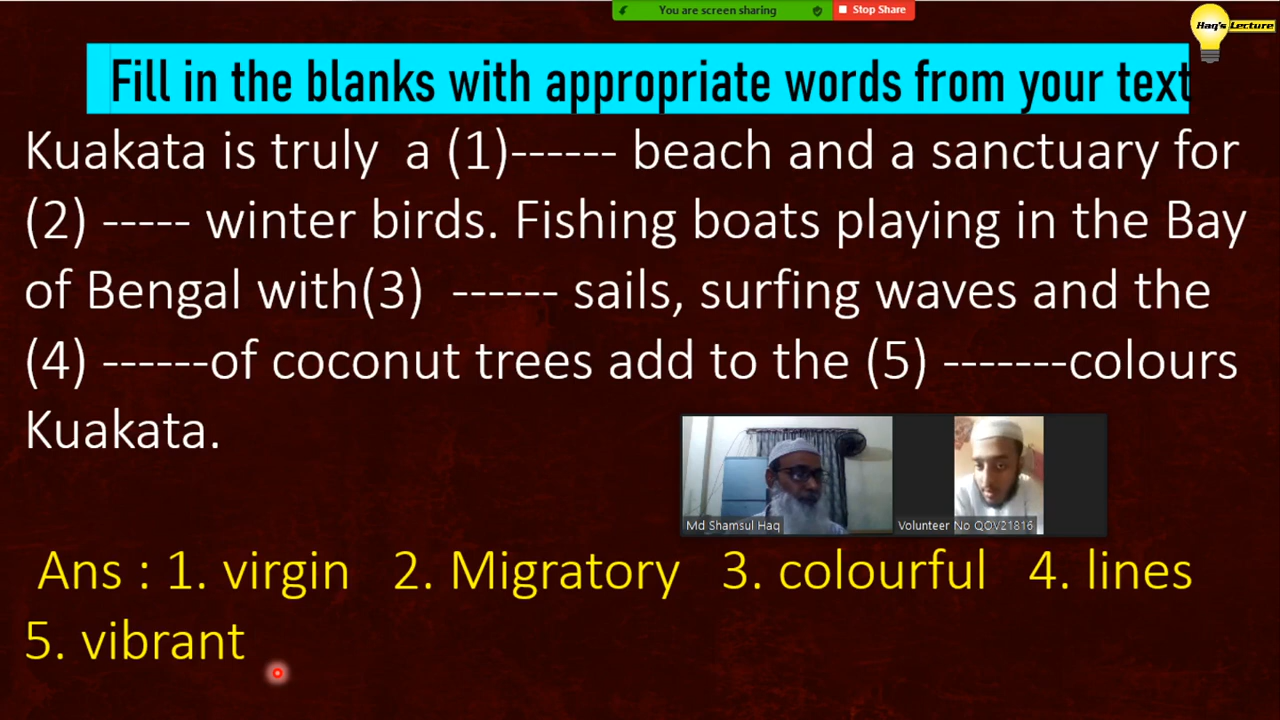 You are screen sharing
Stop Share
Haq's Lecture
Fill in the blanks with appropriate words from your text
Kuakata is truly a (1)------ beach and a sanctuary for
(2) ----- winter birds. Fishing boats playing in the Bay
of Bengal with(3) ------ sails, surfing waves and the
(4) ------of coconut trees add to the (5) -------colours
Kuakata.
Md Shamsul Haq
Volunteer No QOV21816
Ans : 1. virgin 2. Migratory 3. colourful 4. lines
5. vibrant